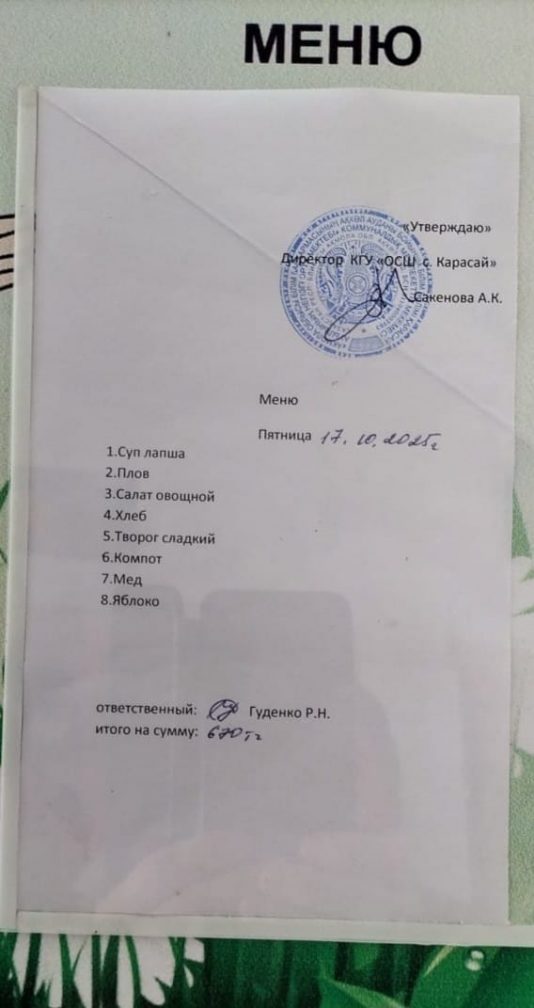 МЕНЮ
«Утверждаю»
Директор КГУ «ОСШ с. Карасай»
Сакенова А.К.
Меню
Пятница 17. 10. 2025г
1.Суп лапша
2.Плов
3.Салат овощной
4.Хлеб
5.Творог сладкий
6.Компот
7.Мед
8.Яблоко
ответственный: Гуденко Р.Н.
итого на сумму: 670тг